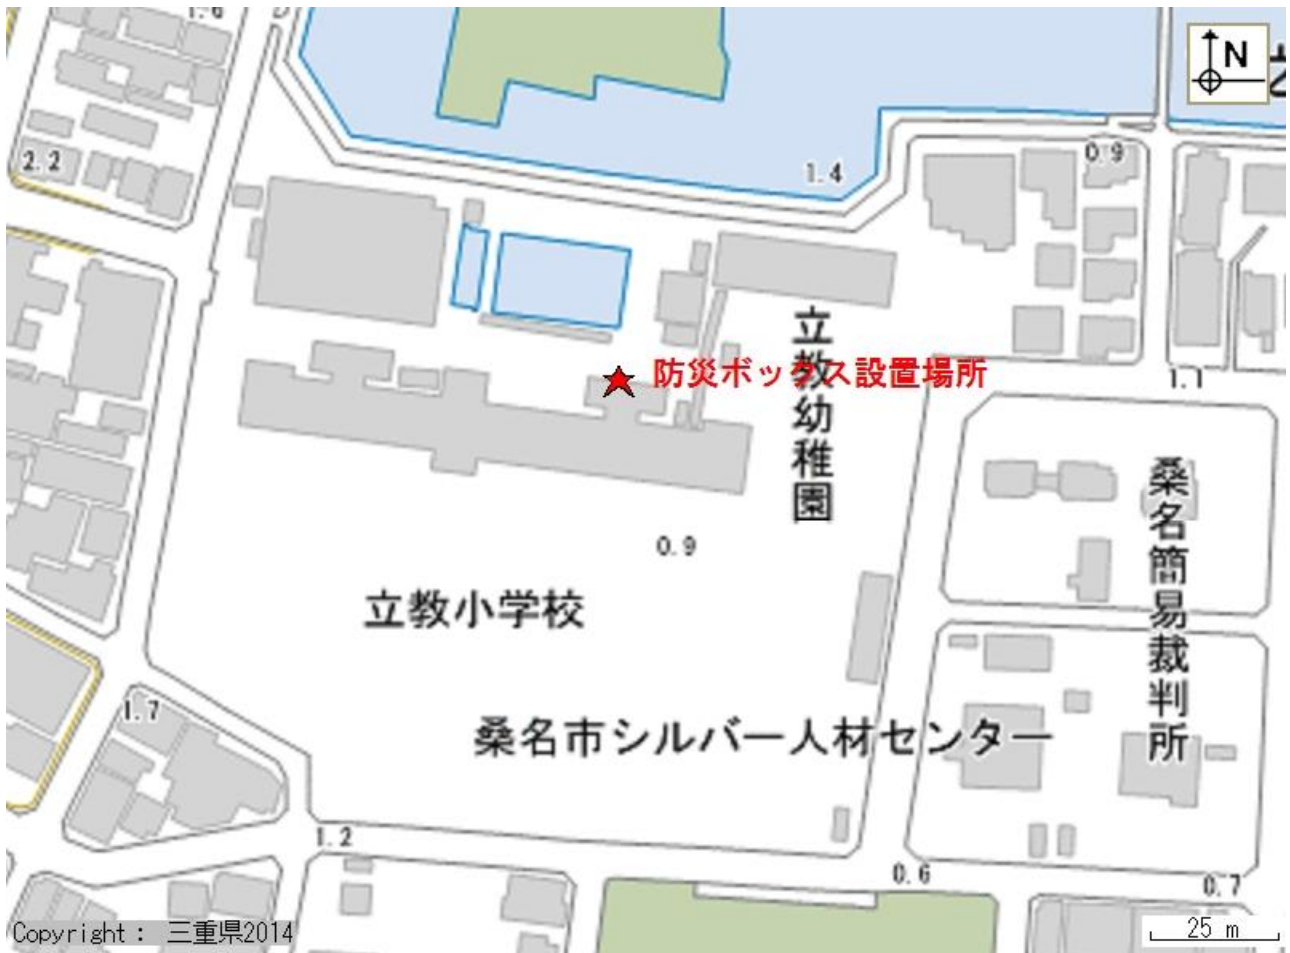 1.6
N
2.2
1.4
0.9
立教幼稚園
防災ボックス設置場所
1.1
桑名簡易裁判所
0.9
立教小学校
1.7
桑名市シルバー人材センター
1.2
0.6
0.7
Copyright : 三重県2014
25 m